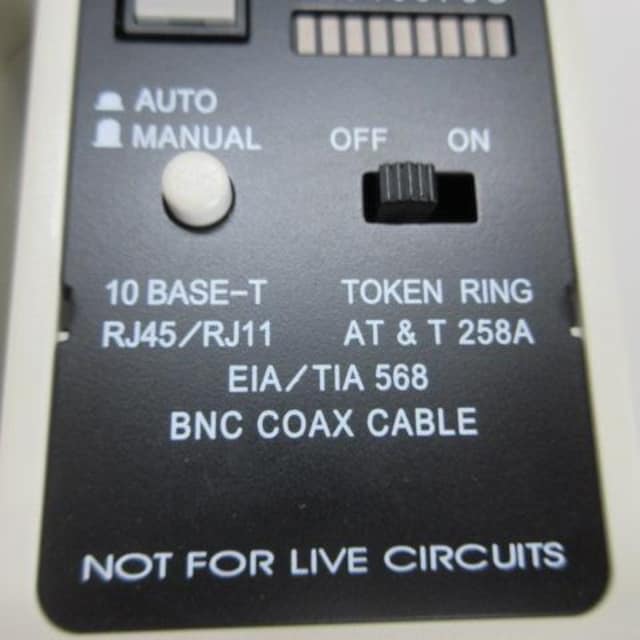 AUTO
MANUAL
OFF ON
10 BASE-T TOKEN RING
RJ45/RJ11 AT & T 258A
EIA/TIA 568
BNC COAX CABLE
NOT FOR LIVE CIRCUITS